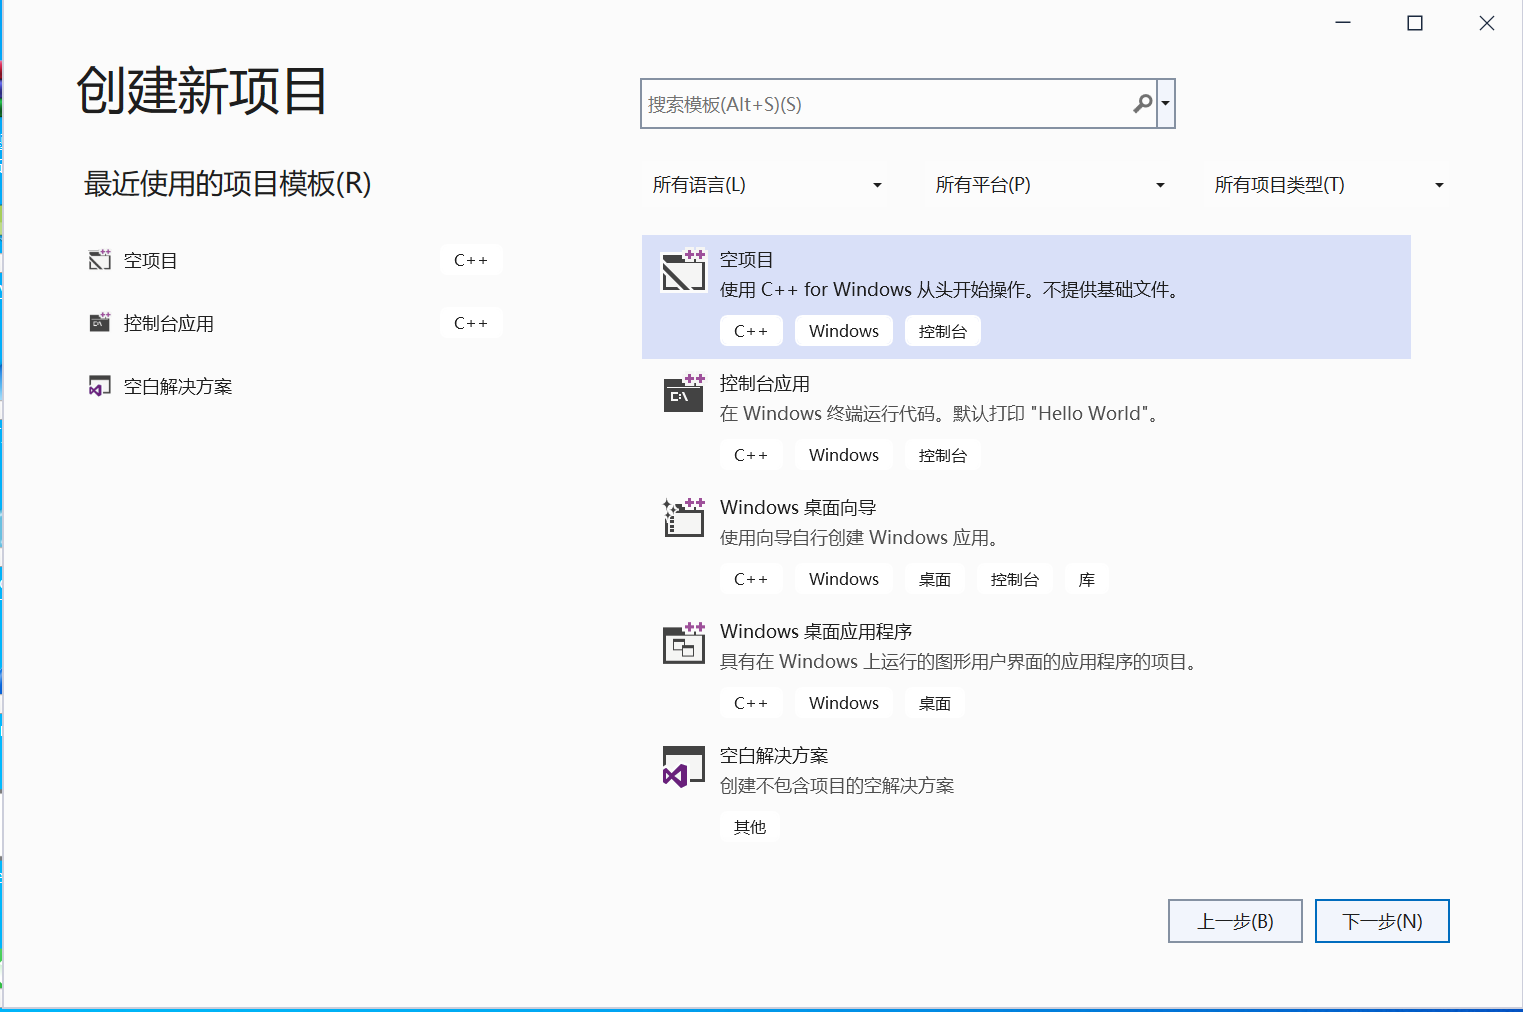 创建新项目
搜索模板(Alt+S)(S)
最近使用的项目模板(R)
所有语言(L)
所有平台(P)
所有项目类型(T)
空项目
C++
控制台应用
C++
空白解决方案
空项目
使用 C++ for Windows 从头开始操作。不提供基础文件。
C++ Windows 控制台
控制台应用
在 Windows 终端运行代码。默认打印 "Hello World"。
C++ Windows 控制台
Windows 桌面向导
使用向导自行创建 Windows 应用。
C++ Windows 桌面 控制台 库
Windows 桌面应用程序
具有在 Windows 上运行的图形用户界面的应用程序的项目。
C++ Windows 桌面
空白解决方案
创建不包含项目的空解决方案
其他
上一步(B)
下一步(N)